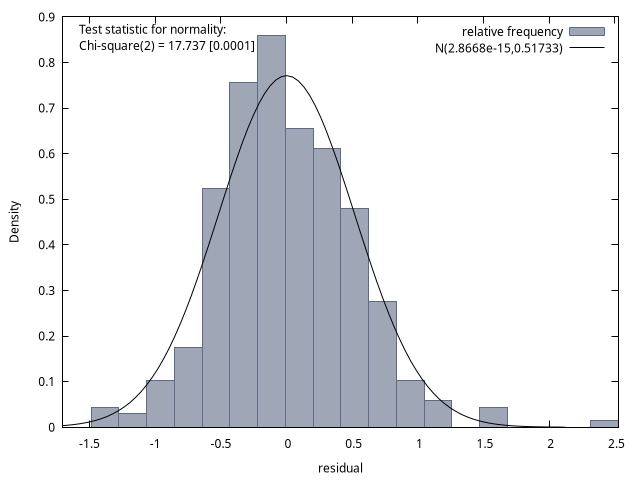 Test statistic for normality:
Chi-square(2) = 17.737 [0.0001]
relative frequency
N(2.8668e-15,0.51733)
0.9
0.8
0.7
0.6
0.5
0.4
0.3
0.2
0.1
0
Density
-1.5 -1 -0.5 0 0.5 1 1.5 2 2.5
residual